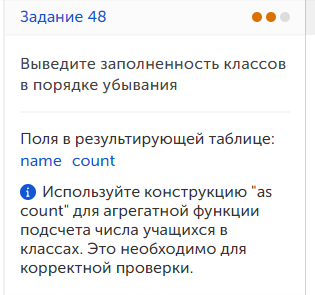 Задание 48
Выведите заполненность классов
в порядке убывания
Поля в результирующей таблице:
name count
Используйте конструкцию "as
count" для агрегатной функции
подсчета числа учащихся в
классах. Это необходимо для
корректной проверки.